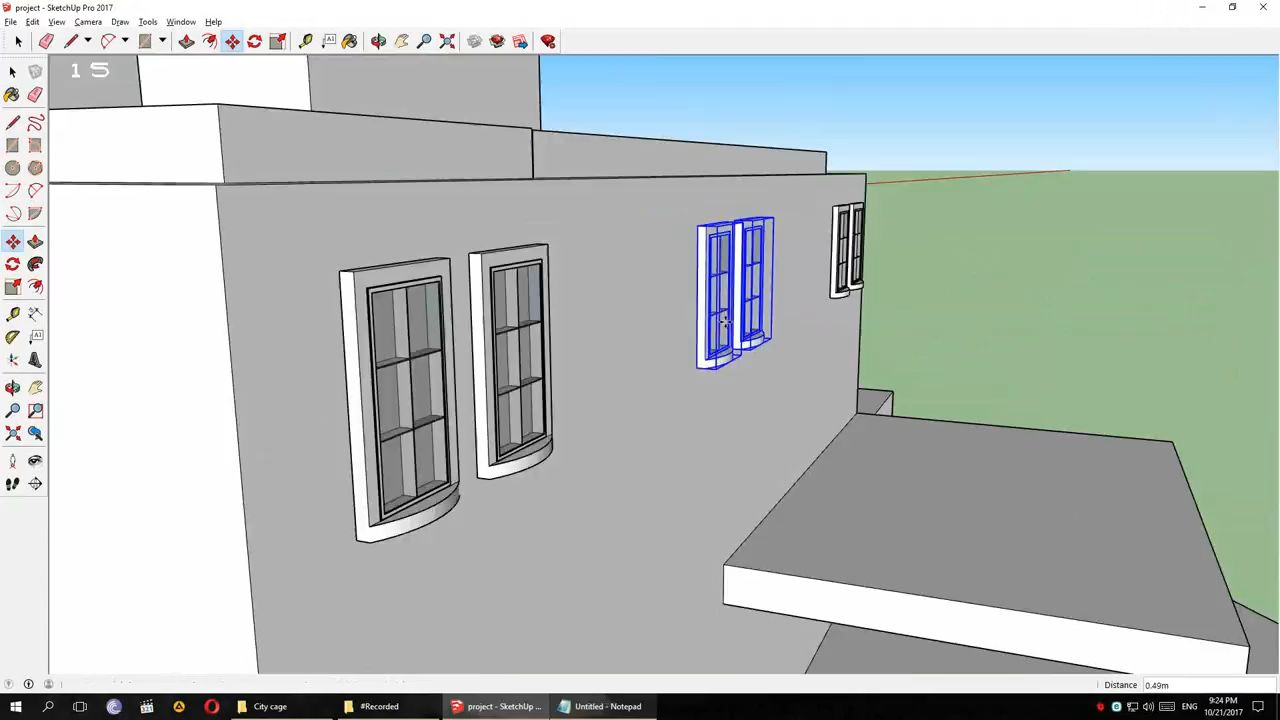 project - SketchUp Pro 2017
File Edit View Camera Draw Tools Window Help
15
Distance 0.49m
City cage
#Recorded
project - SketchUp ...
Untitled - Notepad
ENG
9:24 PM
10/21/2017